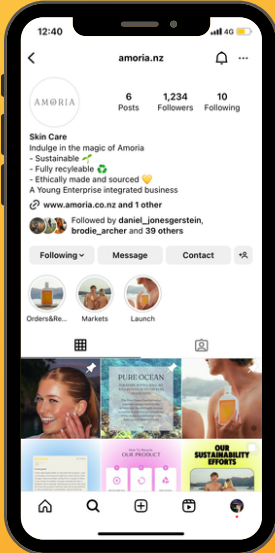 12:40
4G
amoria.nz
AMORIA
6
Posts
1,234
Followers
10
Following
Skin Care
Indulge in the magic of Amoria
- Sustainable 🌱
- Fully recyleable ♻️
- Ethically made and sourced 💛
A Young Enterprise integrated business
www.amoria.co.nz and 1 other
Followed by daniel_jonesgerstein,
brodie_archer and 39 others
Following
Message
Contact
Orders&Re...
Markets
Launch
PURE OCEAN
OUR PRODUCT
OUR
SUSTAINABILITY
EFFORTS